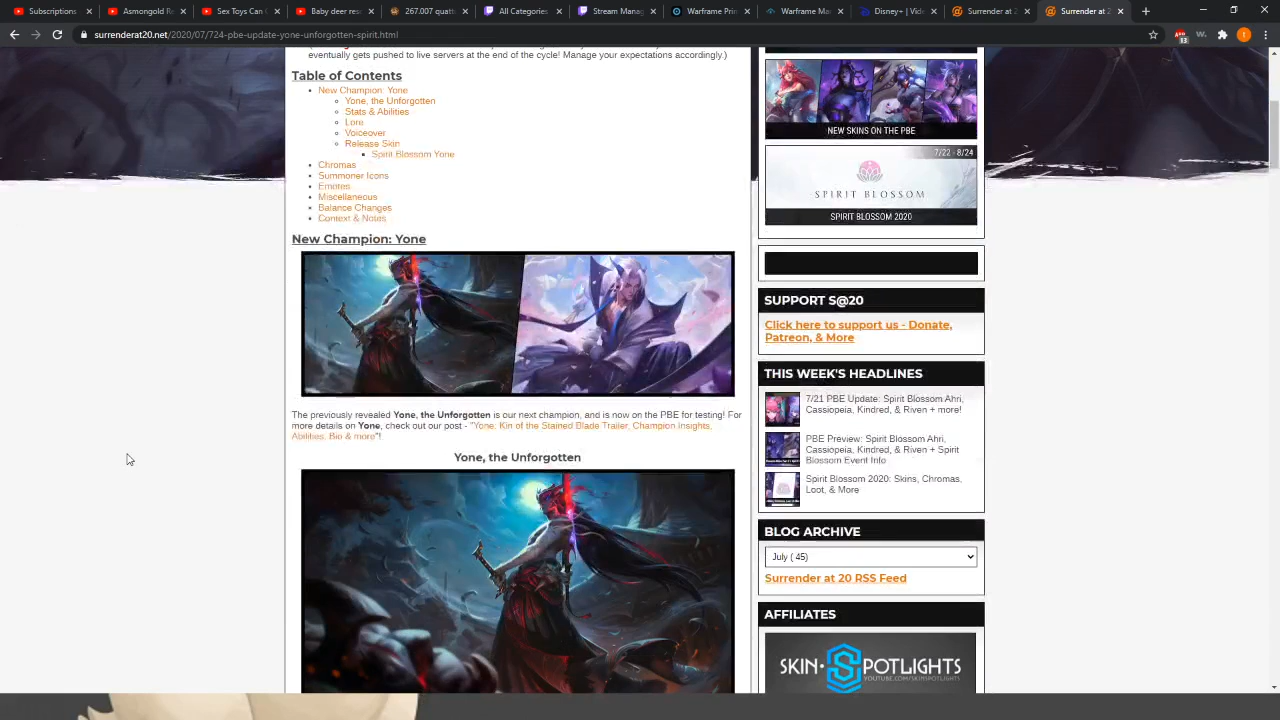 Subscriptio
Asmongold Re
Sex Toys Can B
Baby deer resc
267.007 quatt
All Categories
Stream Manag
Warframe Prim
Warframe Mar
Disney+ | Vide
Surrender at 2
Surrender at 2
surrenderat20.net/2020/07/724-pbe-update-yone-unforgotten-spirit.html
eventually gets pushed to live servers at the end of the cycle! Manage your expectations accordingly.)
Table of Contents
New Champion: Yone
Yone, the Unforgotten
Stats & Abilities
Lore
Voiceover
Release Skin
Spirit Blossom Yone
Chromas
Summoner Icons
Emotes
Miscellaneous
Balance Changes
Context & Notes
New Champion: Yone
The previously revealed Yone, the Unforgotten is our next champion, and is now on the PBE for testing! For
more details on Yone, check out our post - "Yone: Kin of the Stained Blade Trailer, Champion Insights,
Abilities, Bio & more"!
Yone, the Unforgotten
NEW SKINS ON THE PBE
7/22 - 8/24
SPIRIT BLOSSOM
SPIRIT BLOSSOM 2020
SUPPORT S@20
Click here to support us - Donate,
Patreon, & More
THIS WEEK'S HEADLINES
7/21 PBE Update: Spirit Blossom Ahri,
Cassiopeia, Kindred, & Riven + more!
PBE Preview: Spirit Blossom Ahri,
Cassiopeia, Kindred, & Riven + Spirit
Blossom Event Info
Spirit Blossom 2020: Skins, Chromas,
Loot, & More
BLOG ARCHIVE
July ( 45)
Surrender at 20 RSS Feed
AFFILIATES
SKIN SPOTLIGHTS
YOUTUBE.COM/SKINSPOTLIGHTS